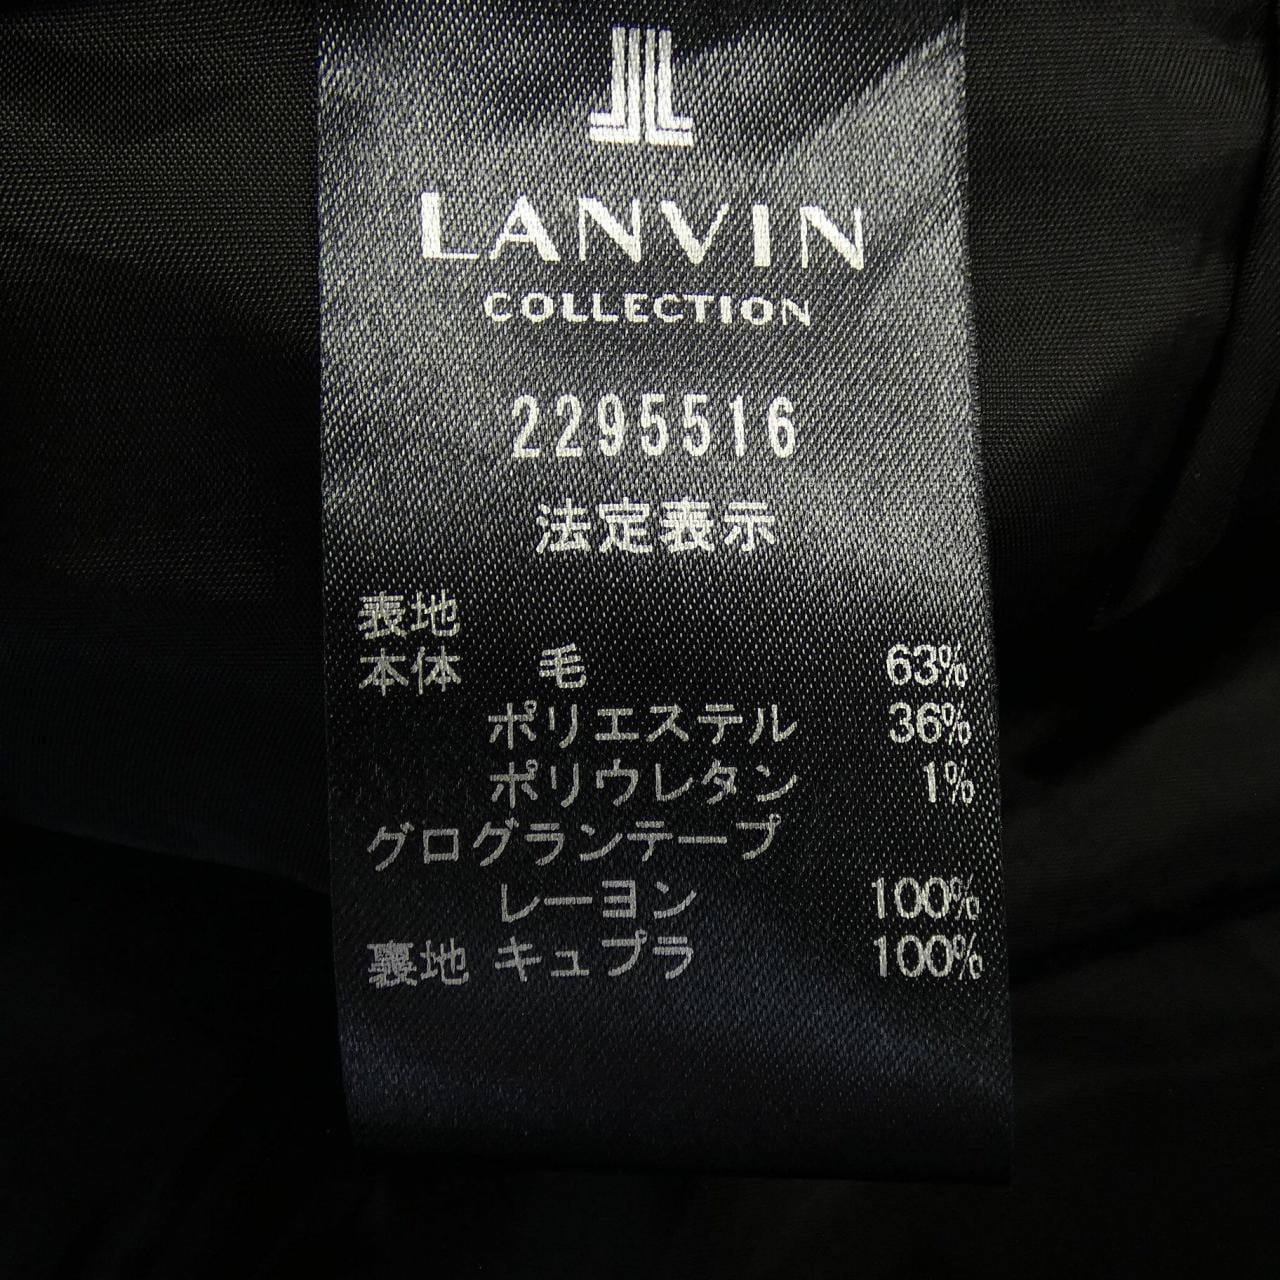 LANVIN
COLLECTION
2295516
法定表示
表地
本体 毛 63%
ポリエステル 36%
ポリウレタン 1%
グログランテープ
レーヨン 100%
裏地 キュプラ 100%